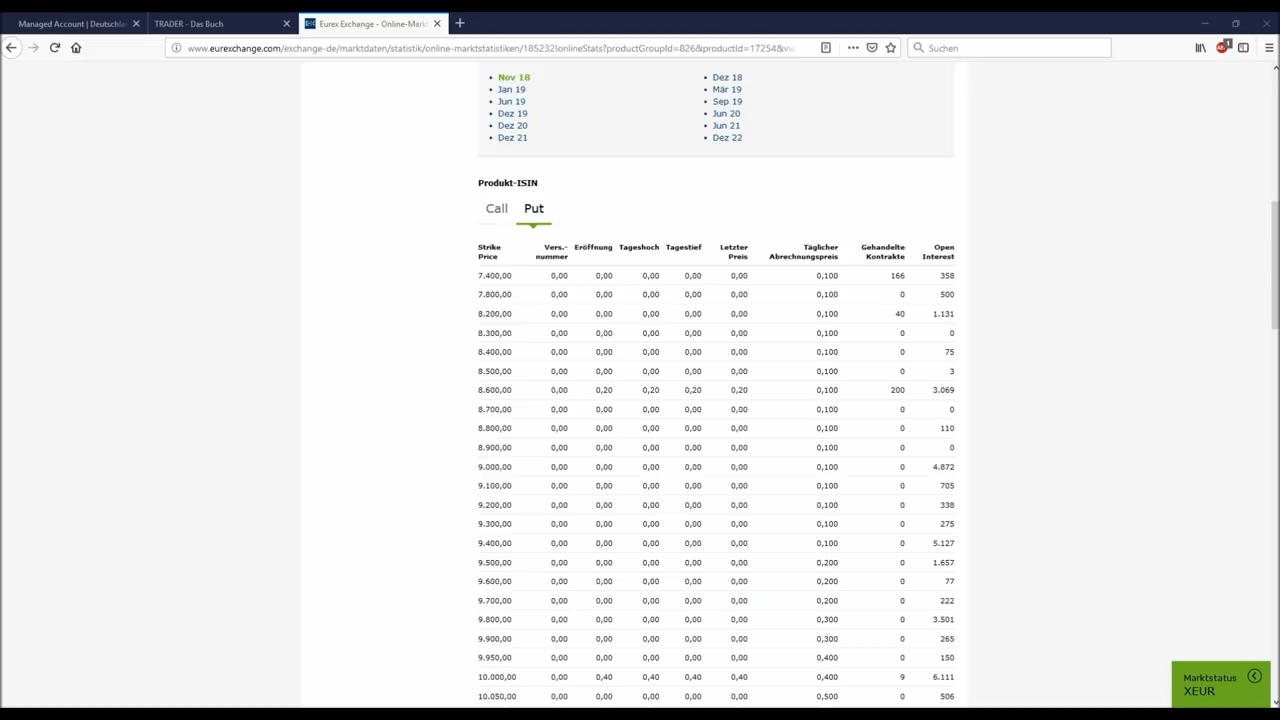 Managed Account | Deutschlan
TRADER - Das Buch
Eurex Exchange - Online-Markt
www.eurexchange.com/exchange-de/marktdaten/statistik/online-marktstatistiken/185232!onlineStats?productGroupId=826&productId=17254&
Suchen
Nov 18
Dez 18
Jan 19
Mär 19
Jun 19
Sep 19
Dez 19
Jun 20
Dez 20
Jun 21
Dez 21
Dez 22
Produkt-ISIN
Call Put
Strike Vers.- Eröffnung Tageshoch Tagestief Letzter Täglicher Gehandelte Open
Price nummer Preis Abrechnungspreis Kontrakte Interest
7.400,00 0,00 0,00 0,00 0,00 0,00 0,100 166 358
7.800,00 0,00 0,00 0,00 0,00 0,00 0,100 0 500
8.200,00 0,00 0,00 0,00 0,00 0,00 0,100 40 1.131
8.300,00 0,00 0,00 0,00 0,00 0,00 0,100 0 0
8.400,00 0,00 0,00 0,00 0,00 0,00 0,100 0 75
8.500,00 0,00 0,00 0,00 0,00 0,00 0,100 0 3
8.600,00 0,00 0,20 0,20 0,20 0,20 0,100 200 3.069
8.700,00 0,00 0,00 0,00 0,00 0,00 0,100 0 0
8.800,00 0,00 0,00 0,00 0,00 0,00 0,100 0 110
8.900,00 0,00 0,00 0,00 0,00 0,00 0,100 0 0
9.000,00 0,00 0,00 0,00 0,00 0,00 0,100 0 4.872
9.100,00 0,00 0,00 0,00 0,00 0,00 0,100 0 705
9.200,00 0,00 0,00 0,00 0,00 0,00 0,100 0 338
9.300,00 0,00 0,00 0,00 0,00 0,00 0,100 0 275
9.400,00 0,00 0,00 0,00 0,00 0,00 0,100 0 5.127
9.500,00 0,00 0,00 0,00 0,00 0,00 0,200 0 1.657
9.600,00 0,00 0,00 0,00 0,00 0,00 0,200 0 77
9.700,00 0,00 0,00 0,00 0,00 0,00 0,200 0 222
9.800,00 0,00 0,00 0,00 0,00 0,00 0,300 0 3.501
9.900,00 0,00 0,00 0,00 0,00 0,00 0,300 0 265
9.950,00 0,00 0,00 0,00 0,00 0,00 0,400 0 150
10.000,00 0,00 0,40 0,40 0,40 0,40 0,400 9 6.111
10.050,00 0,00 0,00 0,00 0,00 0,00 0,500 0 506
Marktstatus
XEUR